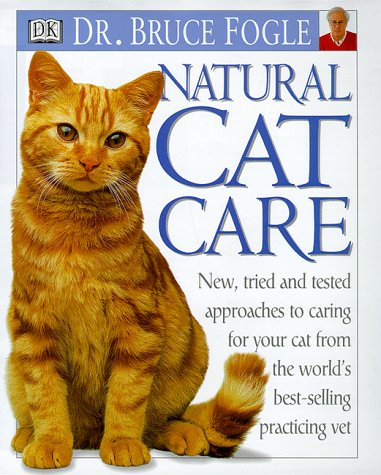 DK
DR. BRUCE FOGLE
NATURAL
CAT
CARE
New, tried and tested
approaches to caring
for your cat from
the world's
best-selling
practicing vet